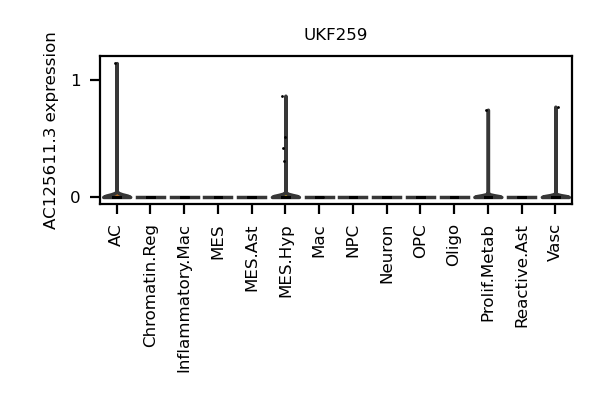 UKF259
AC125611.3 expression
1
0
AC
Chromatin.Reg
Inflammatory.Mac
MES
MES.Ast
MES.Hyp
Mac
NPC
Neuron
OPC
Oligo
Prolif.Metab
Reactive.Ast
Vasc